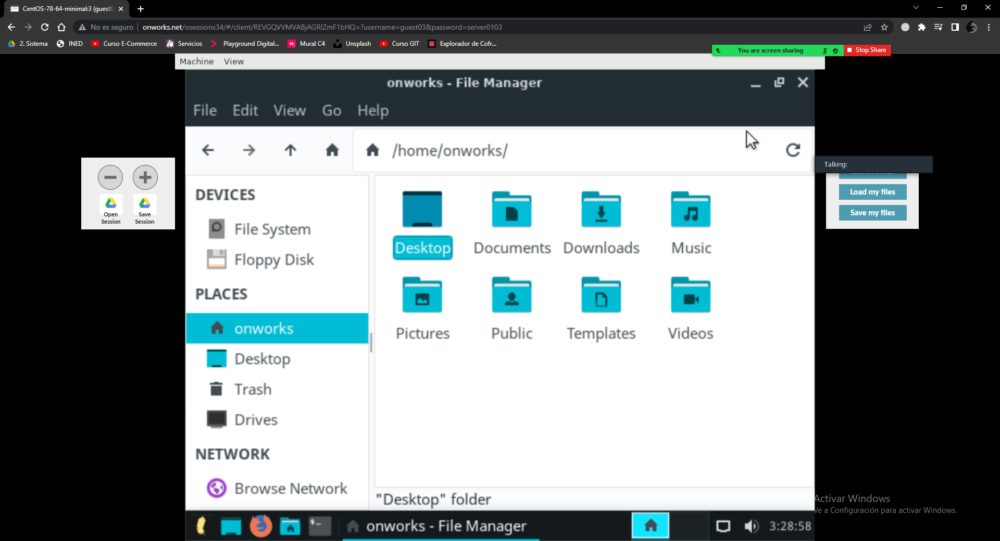 CentOS-78-64-minimal:3 (guest0
No es seguro
onworks.net/osessionx34/#/client/REVGQVVMVABjAGRlZmF1bHQ=?username=guest03&password=server0103
2. Sistema
INED
Curso E-Commerce
Servicios
Playground Digital...
Mural C4
Unsplash
Curso GIT
Explorador de Cofr...
You are screen sharing
Stop Share
Machine View
onworks - File Manager
File Edit View Go Help
/home/onworks/
Talking:
Load my files
Save my files
Open Session
Save Session
DEVICES
File System
Floppy Disk
PLACES
onworks
Desktop
Trash
Drives
NETWORK
Browse Network
Desktop Documents Downloads Music
Pictures Public Templates Videos
"Desktop" folder
Activar Windows
Ve a Configuración para activar Windows.
$-
onworks - File Manager
3:28:58